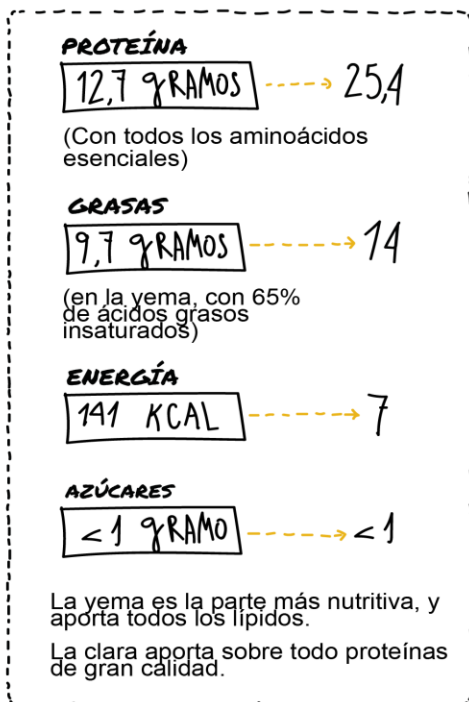 PROTEÍNA
12,7 gRAMOS 25,4
(Con todos los aminoácidos
esenciales)
GRASAS
9,7 gRAMOS 14
(en la yema, con 65%
de ácidos grasos
insaturados)
ENERGÍA
141 KCAL 7
AZÚCARES
<1 gRAMO <1
La yema es la parte más nutritiva, y
aporta todos los lípidos.
La clara aporta sobre todo proteínas
de gran calidad.